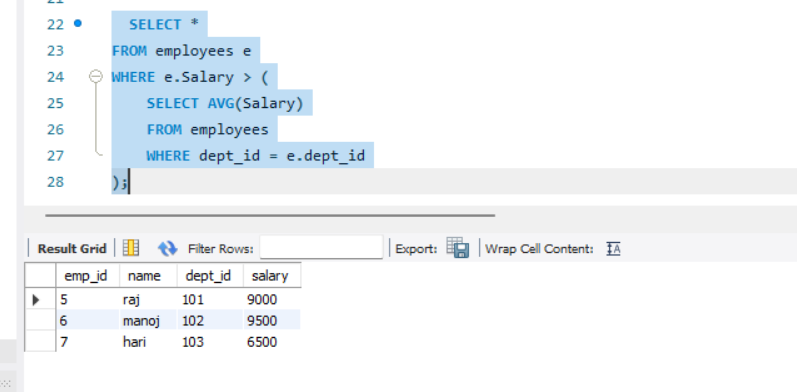 21
22 SELECT *
23 FROM employees e
24 WHERE e.Salary > (
25 SELECT AVG(Salary)
26 FROM employees
27 WHERE dept_id = e.dept_id
28 );
Result Grid Filter Rows: Export: Wrap Cell Content: IA
emp_id name dept_id salary
5 raj 101 9000
6 manoj 102 9500
7 hari 103 6500